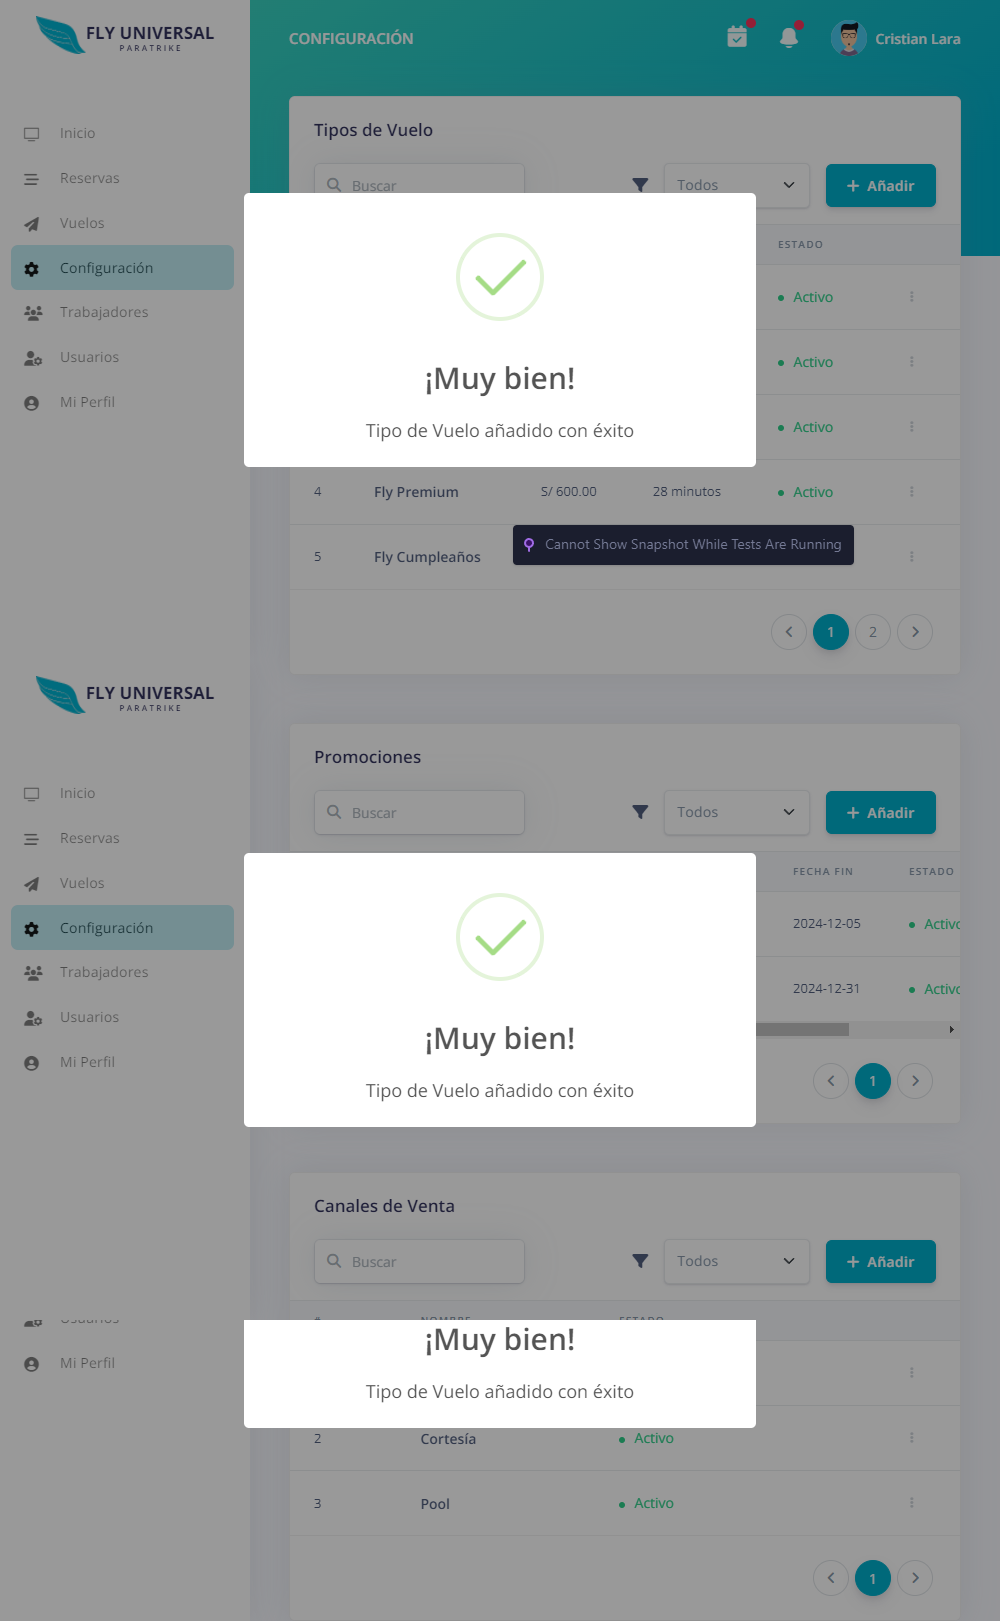 FLY UNIVERSAL
PARATRIKE
CONFIGURACIÓN
Cristian Lara
Inicio
Reservas
Vuelos
Configuración
Trabajadores
Usuarios
Mi Perfil
Tipos de Vuelo
Buscar
Todos
+ Añadir
ESTADO
Activo
Activo
Activo
¡Muy bien!
Tipo de Vuelo añadido con éxito
4 Fly Premium S/ 600.00 28 minutos Activo
5 Fly Cumpleaños
Cannot Show Snapshot While Tests Are Running
1 2
FLY UNIVERSAL
PARATRIKE
Inicio
Reservas
Vuelos
Configuración
Trabajadores
Usuarios
Mi Perfil
Promociones
Buscar
Todos
+ Añadir
FECHA FIN ESTADO
2024-12-05 Activo
2024-12-31 Activo
¡Muy bien!
Tipo de Vuelo añadido con éxito
1
Canales de Venta
Buscar
Todos
+ Añadir
NOMBRE ESTADO
Usuarios
Mi Perfil
¡Muy bien!
Tipo de Vuelo añadido con éxito
2 Cortesía Activo
3 Pool Activo
1